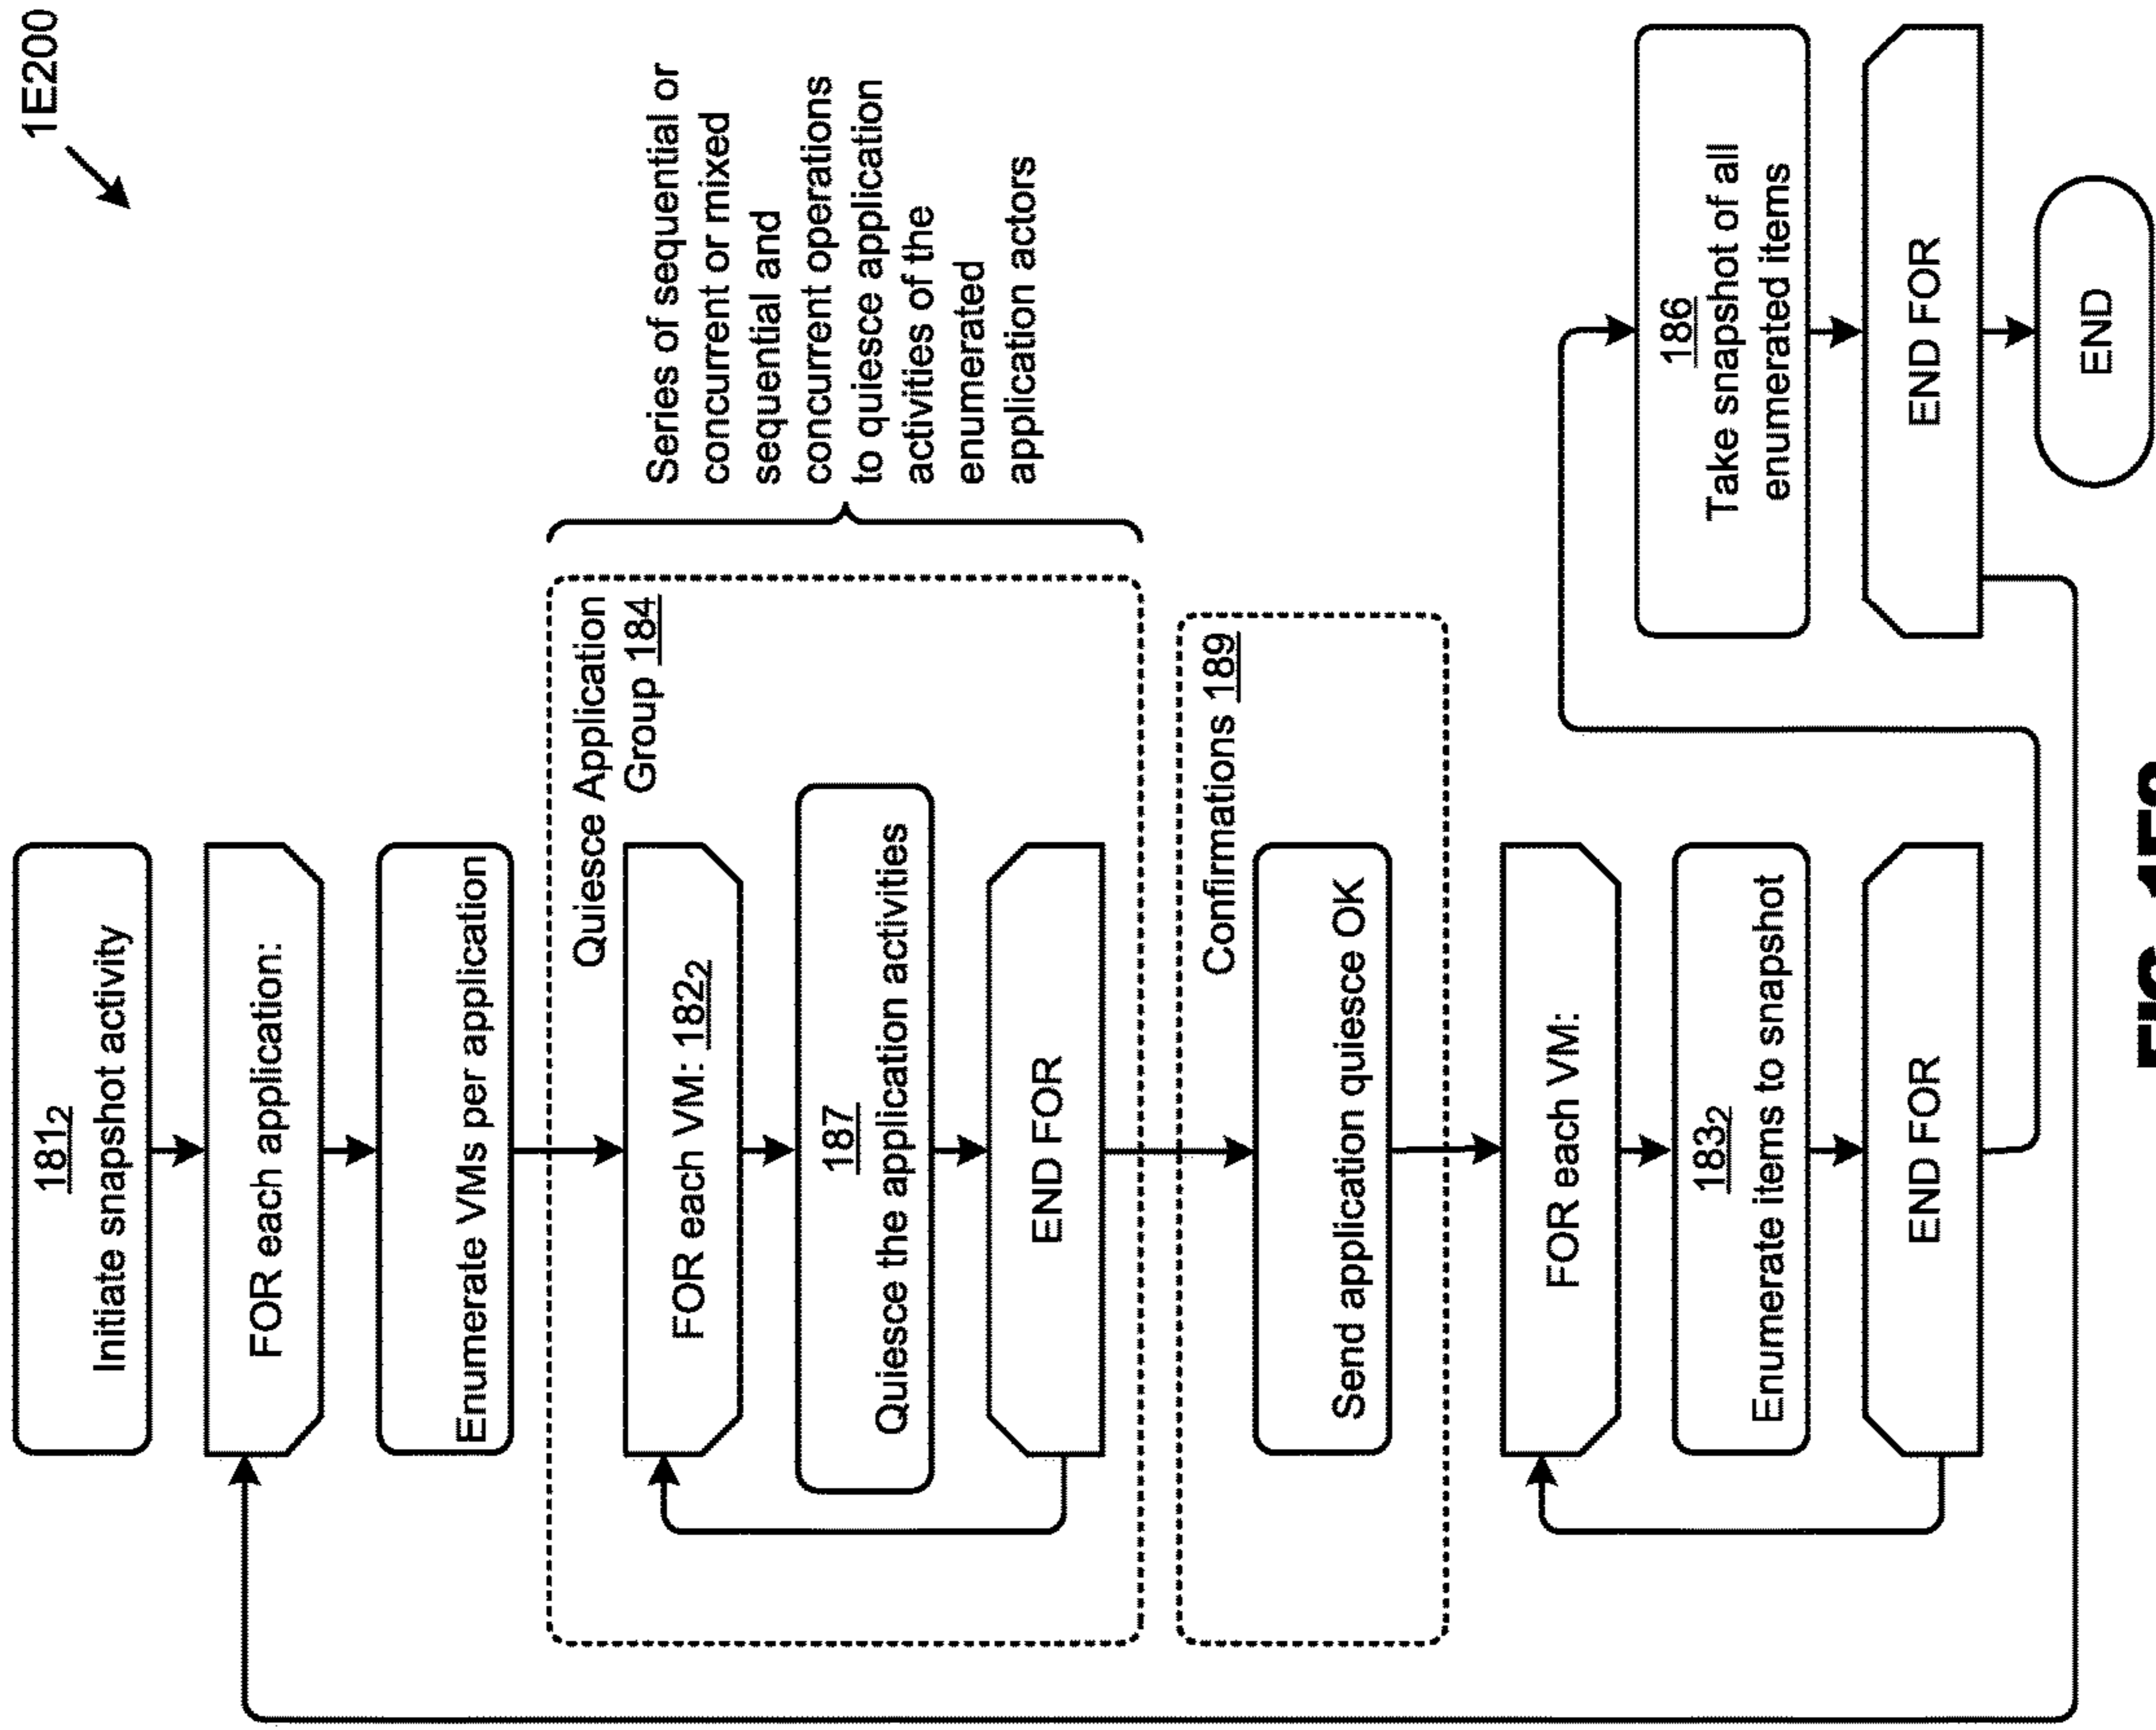 1E200
181₂
Initiate snapshot activity
FOR each application:
Enumerate VMs per application
Quiesce Application
Group 184
FOR each VM: 182₂
187
Quiesce the application activities
END FOR
Series of sequential or
concurrent or mixed
sequential and
concurrent operations
to quiesce application
activities of the
enumerated
application actors
Confirmations 189
Send application quiesce OK
FOR each VM:
183₂
Enumerate items to snapshot
END FOR
186
Take snapshot of all
enumerated items
END FOR
END